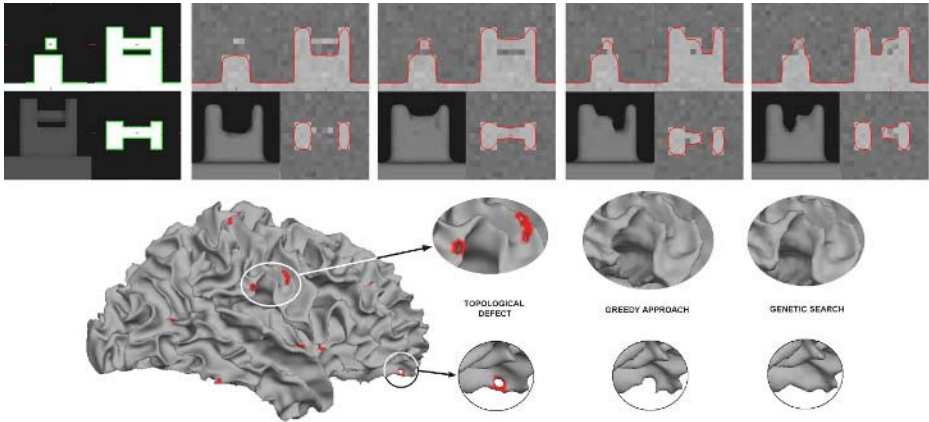 TOPOLOGICAL
DEFECT
GREEDY APPROACH
GENETIC SEARCH